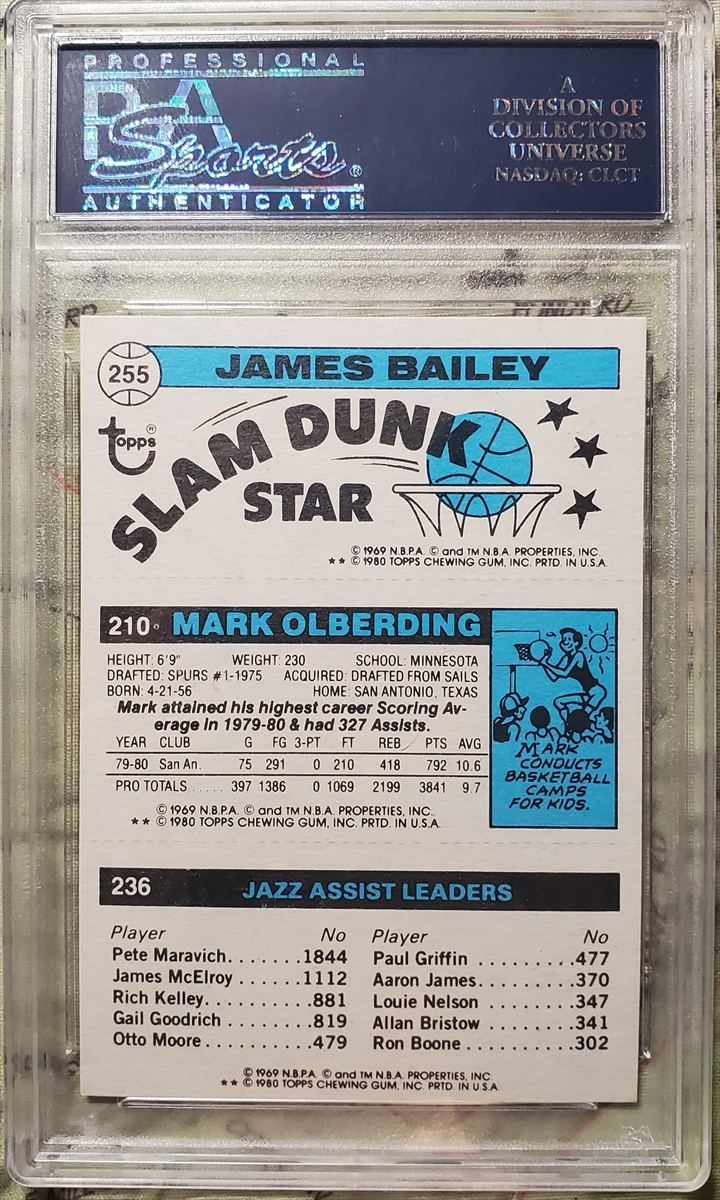 PROFESSIONAL
PSA
Sports®
AUTHENTICATOR
A
DIVISION OF
COLLECTORS
UNIVERSE
NASDAQ: CLCT
255 JAMES BAILEY
topps®
SLAM DUNK
STAR
© 1969 N.B.P.A. © and TM N.B.A. PROPERTIES, INC.
★★ © 1980 TOPPS CHEWING GUM, INC. PRTD. IN U.S.A.
210 MARK OLBERDING
HEIGHT: 6'9" WEIGHT: 230 SCHOOL: MINNESOTA
DRAFTED: SPURS #1-1975 ACQUIRED: DRAFTED FROM SAILS
BORN: 4-21-56 HOME: SAN ANTONIO, TEXAS
Mark attained his highest career Scoring Av-
erage in 1979-80 & had 327 Assists.
YEAR CLUB G FG 3-PT FT REB PTS AVG
79-80 San An. 75 291 0 210 418 792 10.6
PRO TOTALS ..... 397 1386 0 1069 2199 3841 9.7
© 1969 N.B.P.A. © and TM N.B.A. PROPERTIES, INC.
★★ © 1980 TOPPS CHEWING GUM, INC. PRTD. IN U.S.A.
MARK
CONDUCTS
BASKETBALL
CAMPS
FOR KIDS.
236 JAZZ ASSIST LEADERS
Player No Player No
Pete Maravich.......1844 Paul Griffin .........477
James McElroy .......1112 Aaron James.........370
Rich Kelley..........881 Louie Nelson ........347
Gail Goodrich ........819 Allan Bristow ........341
Otto Moore ..........479 Ron Boone ..........302
© 1969 N.B.P.A. © and TM N.B.A. PROPERTIES, INC.
★★ © 1980 TOPPS CHEWING GUM, INC. PRTD. IN U.S.A.